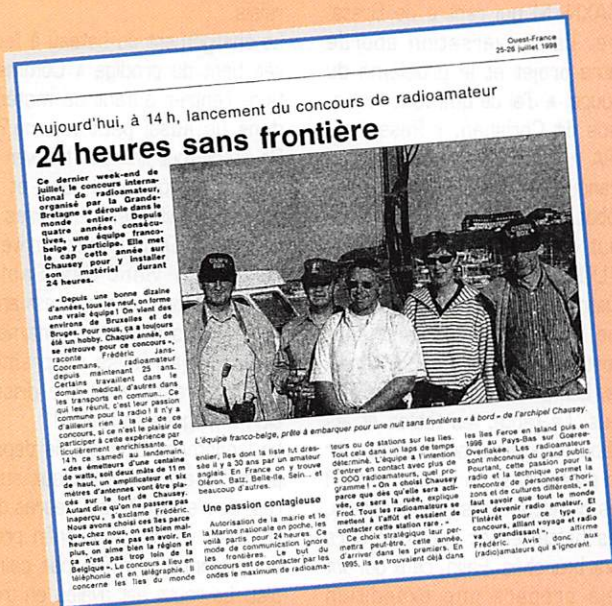 Ouest-France
25-26 juillet 1998
Aujourd'hui, à 14 h, lancement du concours de radioamateur
24 heures sans frontière
Ce dernier week-end de
juillet, le concours interna-
tional de radioamateur,
organisé par la Grande-
Bretagne se déroule dans le
monde entier. Depuis
quatre années consécu-
tives, une équipe franco-
belge y participe. Elle met
le cap cette année sur
Chausey pour y installer
son matériel durant
24 heures.
« Depuis une bonne dizaine
d'années, tous les neuf, on forme
une vraie équipe ! On vient des
environs de Bruxelles et de
Bruges. Pour nous, ça a toujours
été un hobby. Chaque année, on
se retrouve pour ce concours »,
raconte Frédéric Jans-
Cooremans, radioamateur
depuis maintenant 25 ans.
Certains travaillent dans le
domaine médical, d'autres dans
les transports en commun... Ce
qui les réunit, c'est leur passion
commune pour la radio ! Il n'y a
d'ailleurs rien à la clé de ce
concours, si ce n'est le plaisir de
participer à cette expérience par-
ticulièrement enrichissante. De
14 h ce samedi au lendemain,
« des émetteurs d'une centaine
de watts, soit deux mâts de 11 m
de haut, un amplificateur et six
mètres d'antennes vont être pla-
cés sur le fort de Chausey.
Autant dire qu'on ne passera pas
inaperçu », s'exclame Frédéric.
Nous avons choisi ces îles parce
que, chez nous, on est bien mal-
heureux de ne pas en avoir. En
plus, on aime bien la région et
ça n'est pas trop loin de la
Belgique ». Le concours a lieu en
téléphonie et en télégraphie. Il
concerne les îles du monde
L'équipe franco-belge, prête à embarquer pour une nuit sans frontières « à bord » de l'archipel Chausey.
entier, îles dont la liste fut dres-
sée il y a 30 ans par un amateur
anglais. En France on y trouve
Oléron, Batz, Belle-Ile, Sein... et
beaucoup d'autres.
Une passion contagieuse
Autorisation de la mairie et de
la Marine nationale en poche, les
voilà partis pour 24 heures. Ce
mode de communication ignore
les frontières. Le but du
concours est de contacter par les
ondes le maximum de radioama-
teurs ou de stations sur les îles.
Tout cela dans un laps de temps
déterminé. L'équipe a l'intention
d'entrer en contact avec plus de
2 000 radioamateurs, quel pro-
gramme ! « On a choisi Chausey
parce que dès qu'elle sera acti-
vée, ce sera la ruée, explique
Frod. Tous les radioamateurs se
mettent à l'affût et essaient de
contacter cette station rare. »
Ce choix stratégique leur per-
mettra peut-être, cette année,
d'arriver dans les premiers. En
1995, ils se trouvaient déjà dans
les îles Feroe en Island puis en
1996 au Pays-Bas sur Goeree-
Overflakee. Les radioamateurs
sont méconnus du grand public.
Pourtant, cette passion pour la
radio et la technique permet la
rencontre de personnes d'hori-
zons et de cultures différents, « Il
faut savoir que tout le monde
peut devenir radio amateur. Et
l'intérêt pour ce type de
concours, alliant voyage et radio
va grandissant », affirme
Frédéric. Avis donc aux
(radio)amateurs qui s'ignorant.